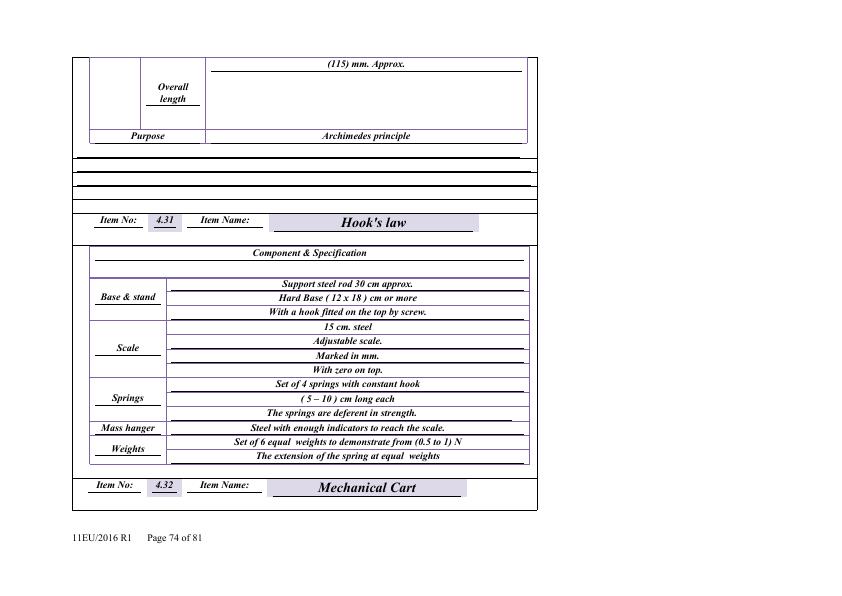 (115) mm. Approx.
Overall
length
Purpose Archimedes principle
Item No: 4.31 Item Name: Hook's law
Component & Specification
Base & stand
Support steel rod 30 cm approx.
Hard Base ( 12 x 18 ) cm or more
With a hook fitted on the top by screw.
Scale
15 cm. steel
Adjustable scale.
Marked in mm.
With zero on top.
Springs
Set of 4 springs with constant hook
( 5 – 10 ) cm long each
The springs are deferent in strength.
Mass hanger Steel with enough indicators to reach the scale.
Weights
Set of 6 equal weights to demonstrate from (0.5 to 1) N
The extension of the spring at equal weights
Item No: 4.32 Item Name: Mechanical Cart
11EU/2016 R1 Page 74 of 81